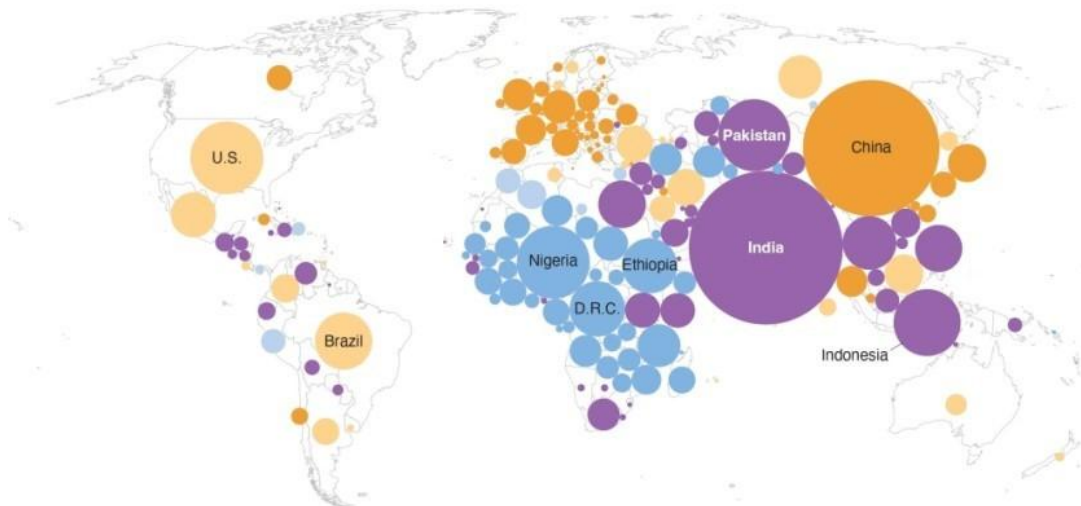 Pakistan
U.S.
China
India
Nigeria
Ethiopia
D.R.C.
Brazil
Indonesia